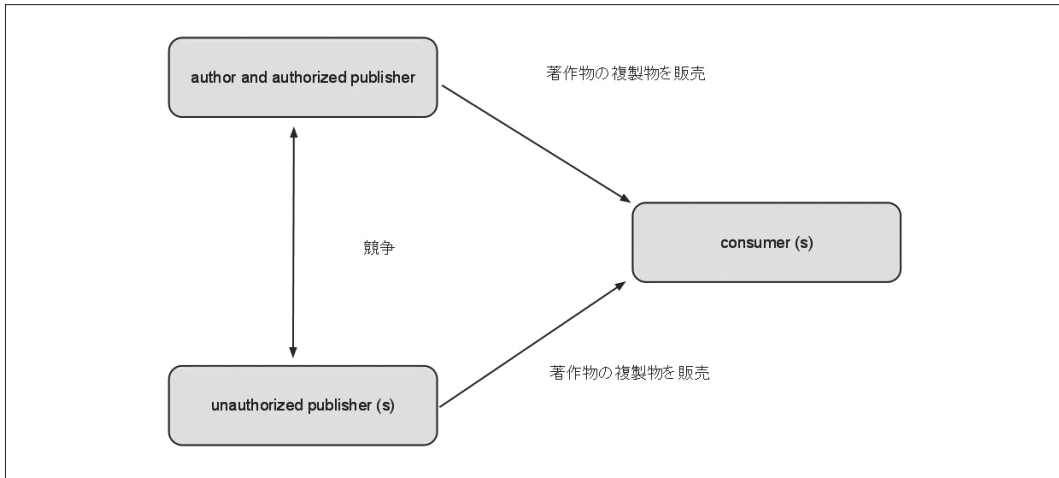 author and authorized publisher
著作物の複製物を販売
競争
consumer (s)
著作物の複製物を販売
unauthorized publisher (s)